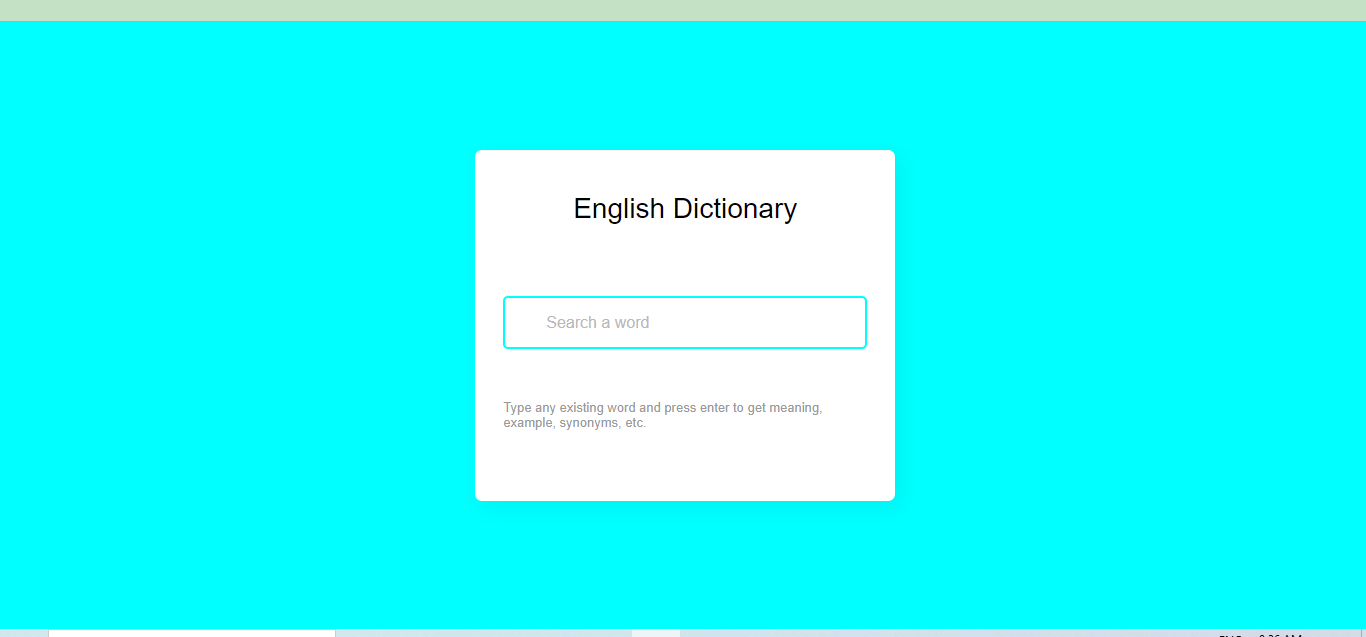 English Dictionary
Search a word
Type any existing word and press enter to get meaning,
example, synonyms, etc.